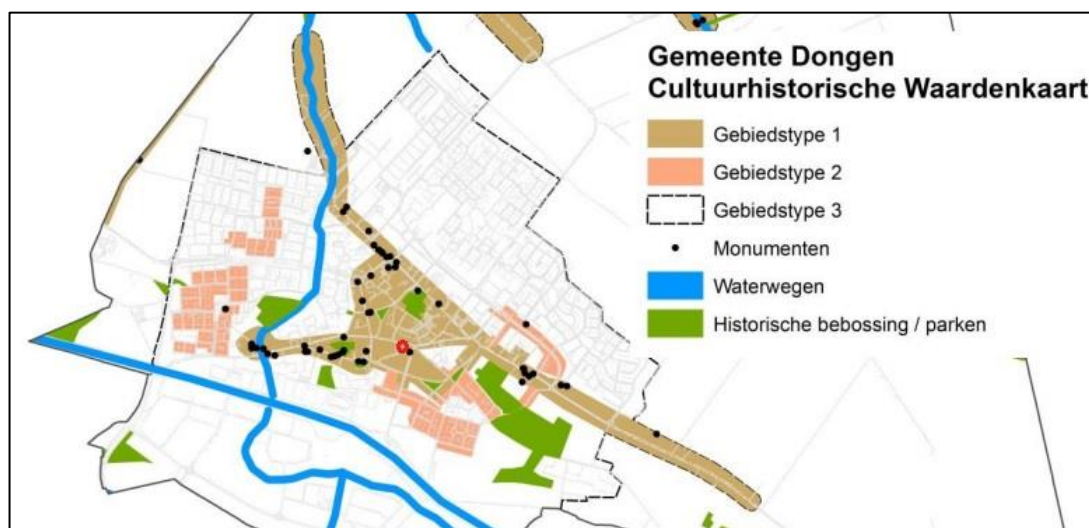 Gemeente Dongen
Cultuurhistorische Waardenkaart
Gebiedstype 1
Gebiedstype 2
Gebiedstype 3
Monumenten
Waterwegen
Historische bebossing / parken